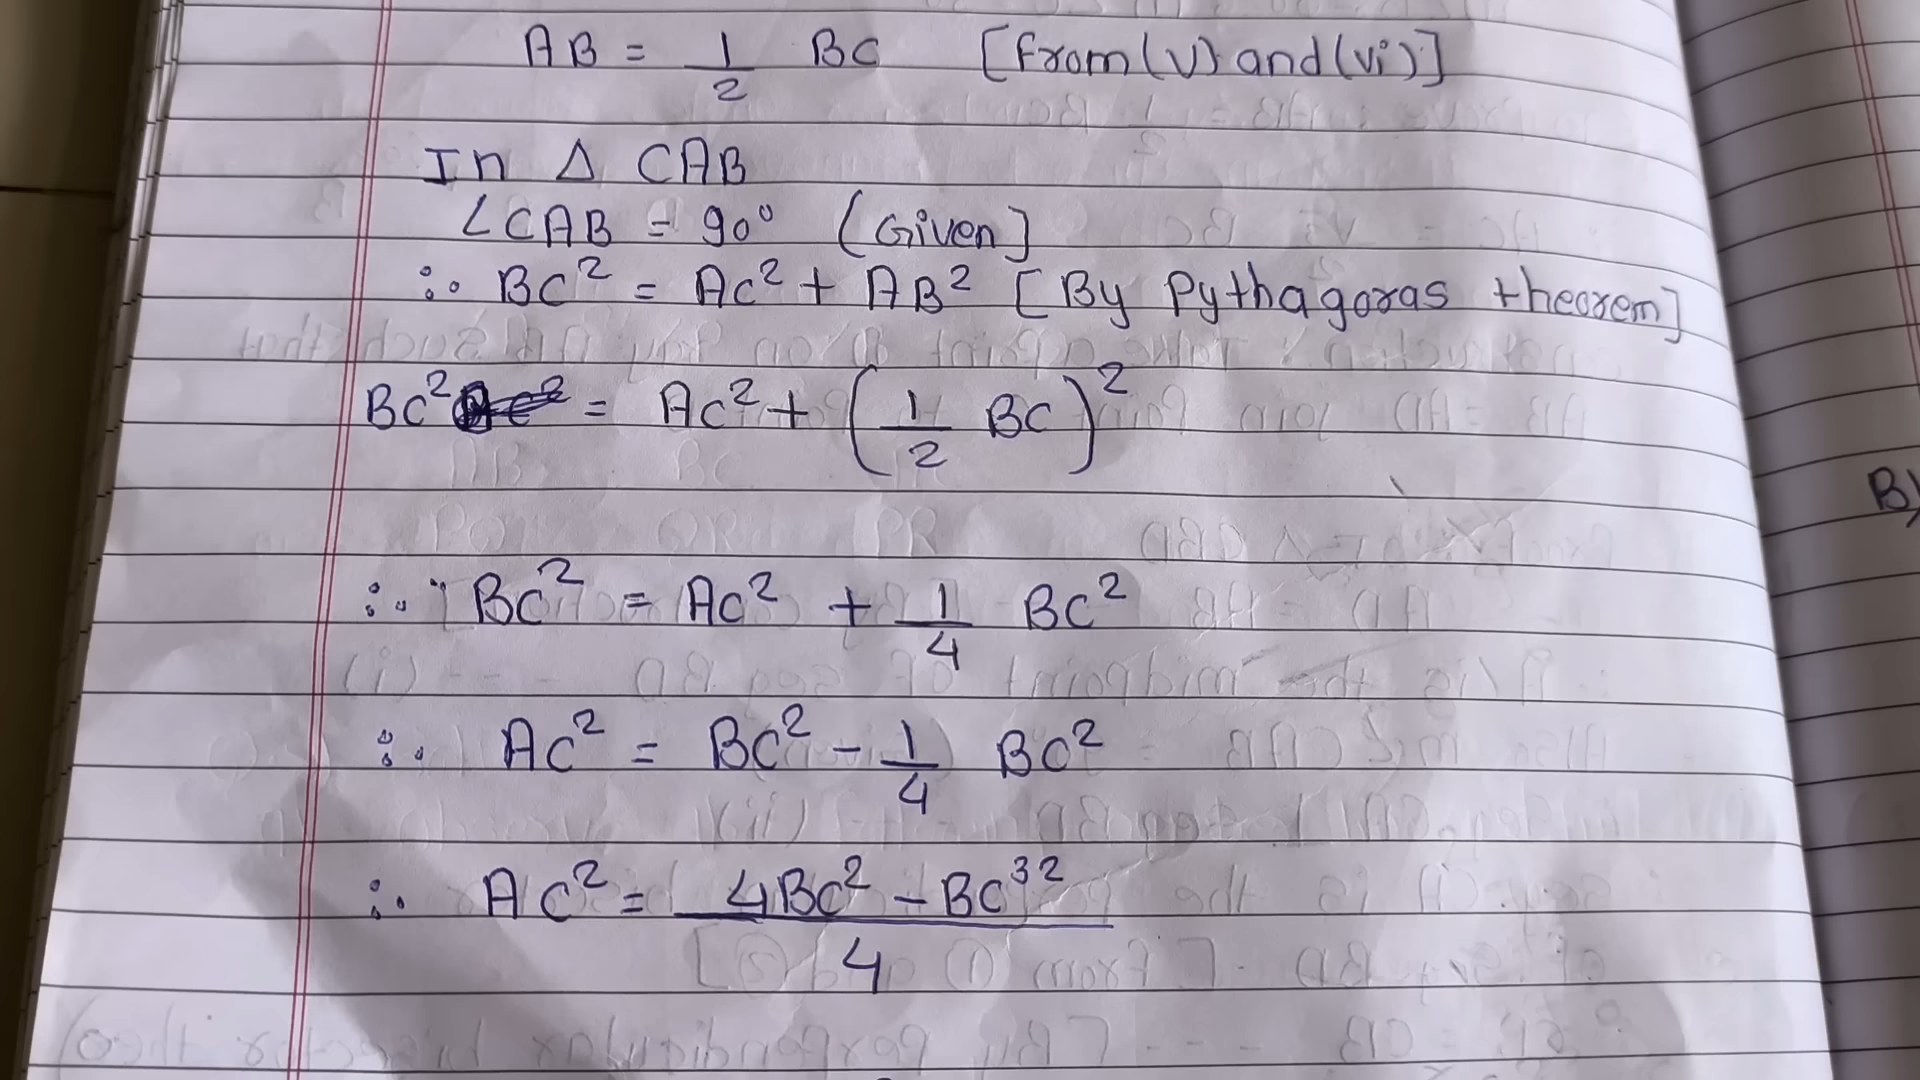 AB = 1/2 BC [From (v) and (vi)]
In Δ CAB
∠CAB = 90° (Given]
∴ BC² = AC² + AB² [By Pythagoras theorem]
BC² = AC² + (1/2 BC)²
∴ BC² = AC² + 1/4 BC²
∴ AC² = BC² - 1/4 BC²
∴ AC² = 4BC² - BC³² / 4